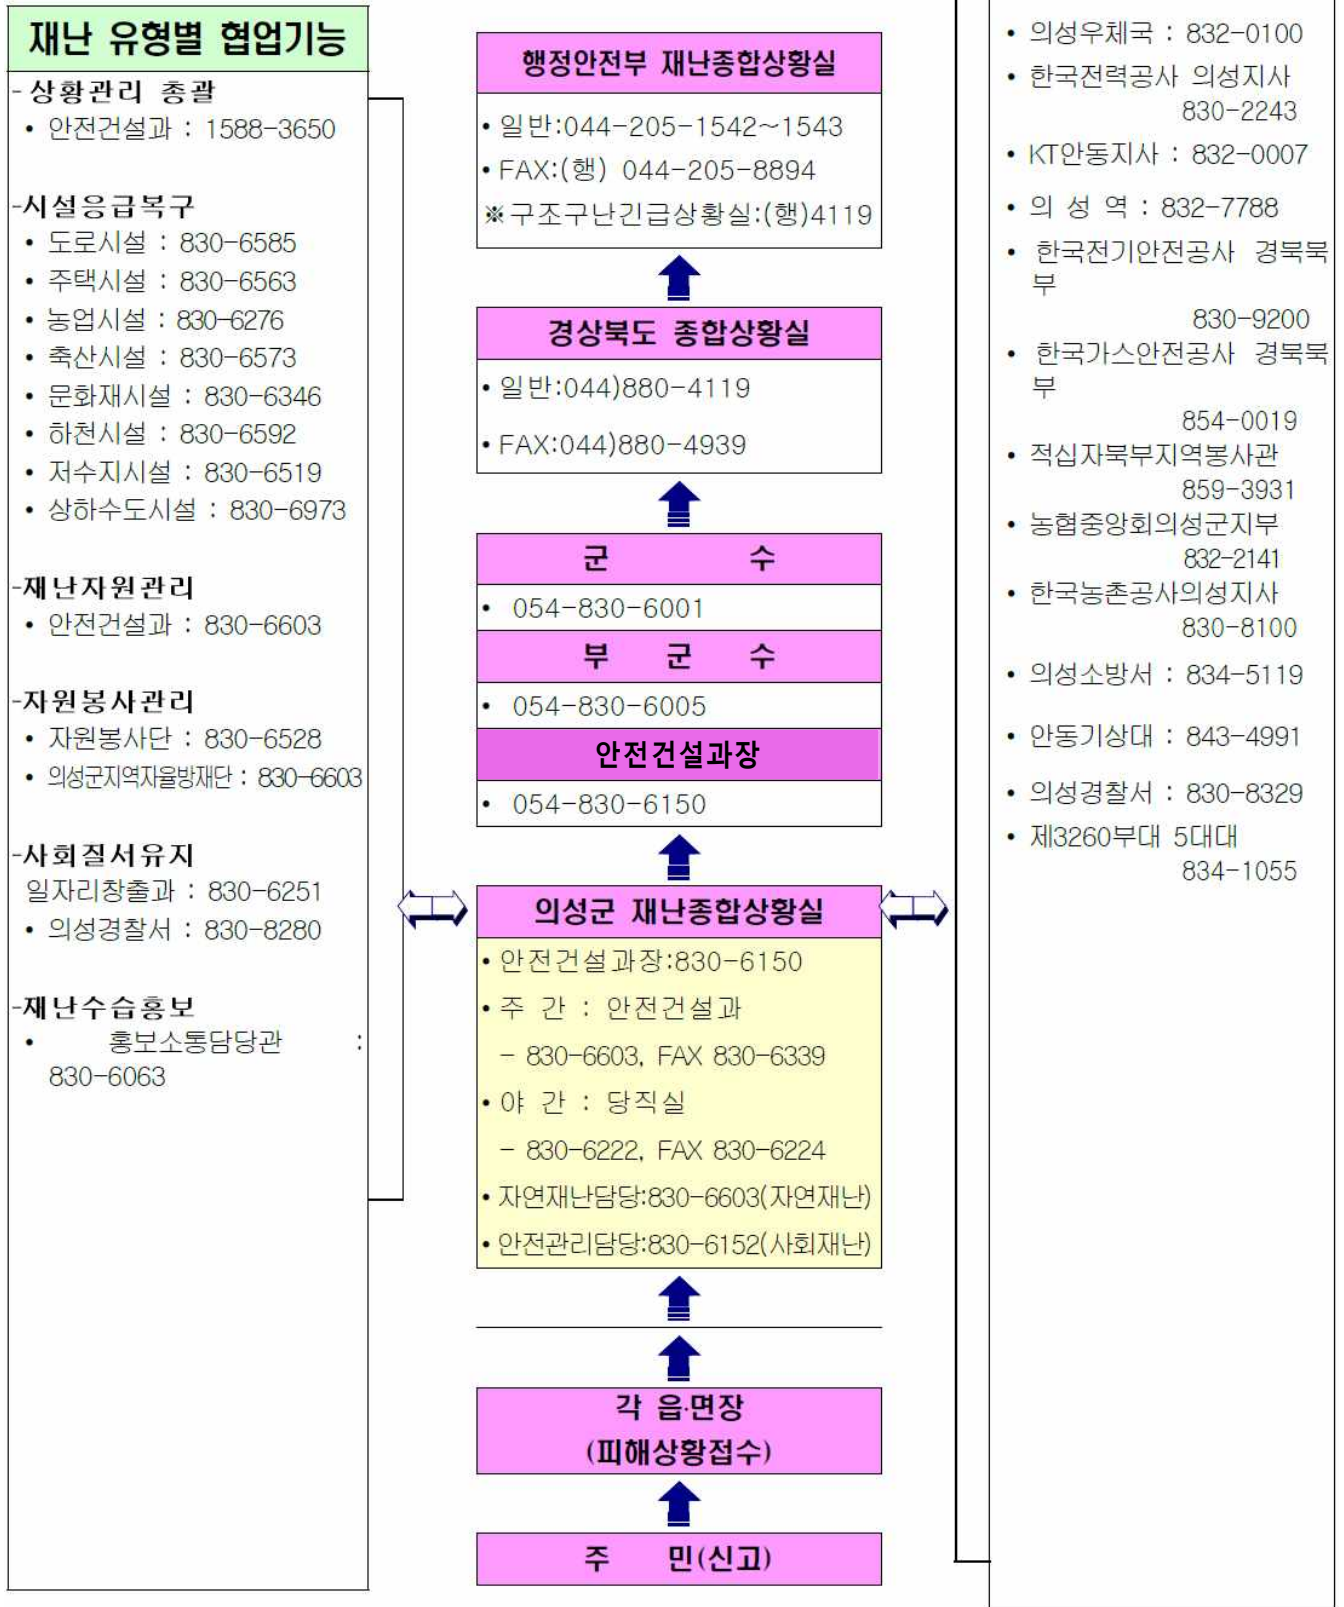 재난 유형별 협업기능
- 상황관리 총괄
• 안전건설과 : 1588-3650
-시설응급복구
• 도로시설 : 830-6585
• 주택시설 : 830-6563
• 농업시설 : 830-6276
• 축산시설 : 830-6573
• 문화재시설 : 830-6346
• 하천시설 : 830-6592
• 저수지시설 : 830-6519
• 상하수도시설 : 830-6973
-재난자원관리
• 안전건설과 : 830-6603
-자원봉사관리
• 자원봉사단 : 830-6528
• 의성군지역자율방재단 : 830-6603
-사회질서유지
일자리창출과 : 830-6251
• 의성경찰서 : 830-8280
-재난수습홍보
• 홍보소통담당관 :
830-6063
행정안전부 재난종합상황실
• 일반:044-205-1542~1543
• FAX:(행) 044-205-8894
※구조구난긴급상황실:(행)4119
경상북도 종합상황실
• 일반:044)880-4119
• FAX:044)880-4939
군 수
• 054-830-6001
부 군 수
• 054-830-6005
안전건설과장
• 054-830-6150
의성군 재난종합상황실
• 안전건설과장:830-6150
• 주 간 : 안전건설과
- 830-6603, FAX 830-6339
• 야 간 : 당직실
- 830-6222, FAX 830-6224
• 자연재난담당:830-6603(자연재난)
• 안전관리담당:830-6152(사회재난)
각 읍·면장
(피해상황접수)
주 민(신고)
• 의성우체국 : 832-0100
• 한국전력공사 의성지사
830-2243
• KT안동지사 : 832-0007
• 의 성 역 : 832-7788
• 한국전기안전공사 경북북
부
830-9200
• 한국가스안전공사 경북북
부
854-0019
• 적십자북부지역봉사관
859-3931
• 농협중앙회의성군지부
832-2141
• 한국농촌공사의성지사
830-8100
• 의성소방서 : 834-5119
• 안동기상대 : 843-4991
• 의성경찰서 : 830-8329
• 제3260부대 5대대
834-1055